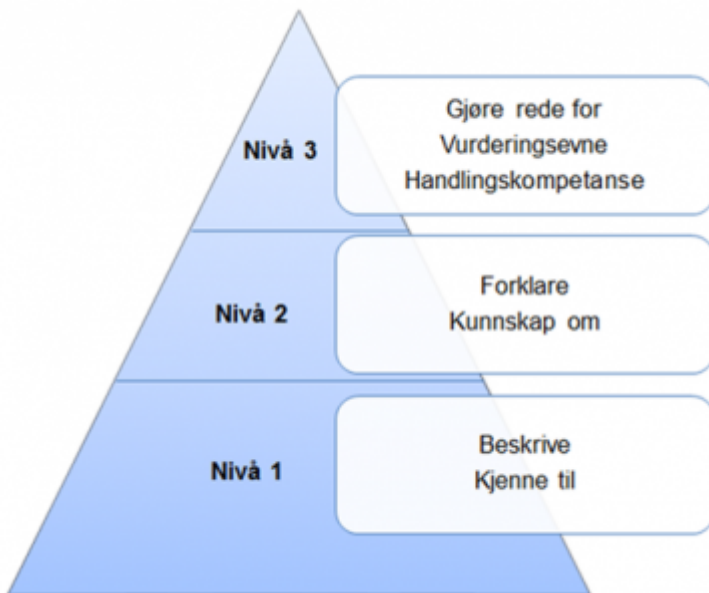 Nivå 3
Gjøre rede for
Vurderingsevne
Handlingskompetanse
Nivå 2
Forklare
Kunnskap om
Nivå 1
Beskrive
Kjenne til